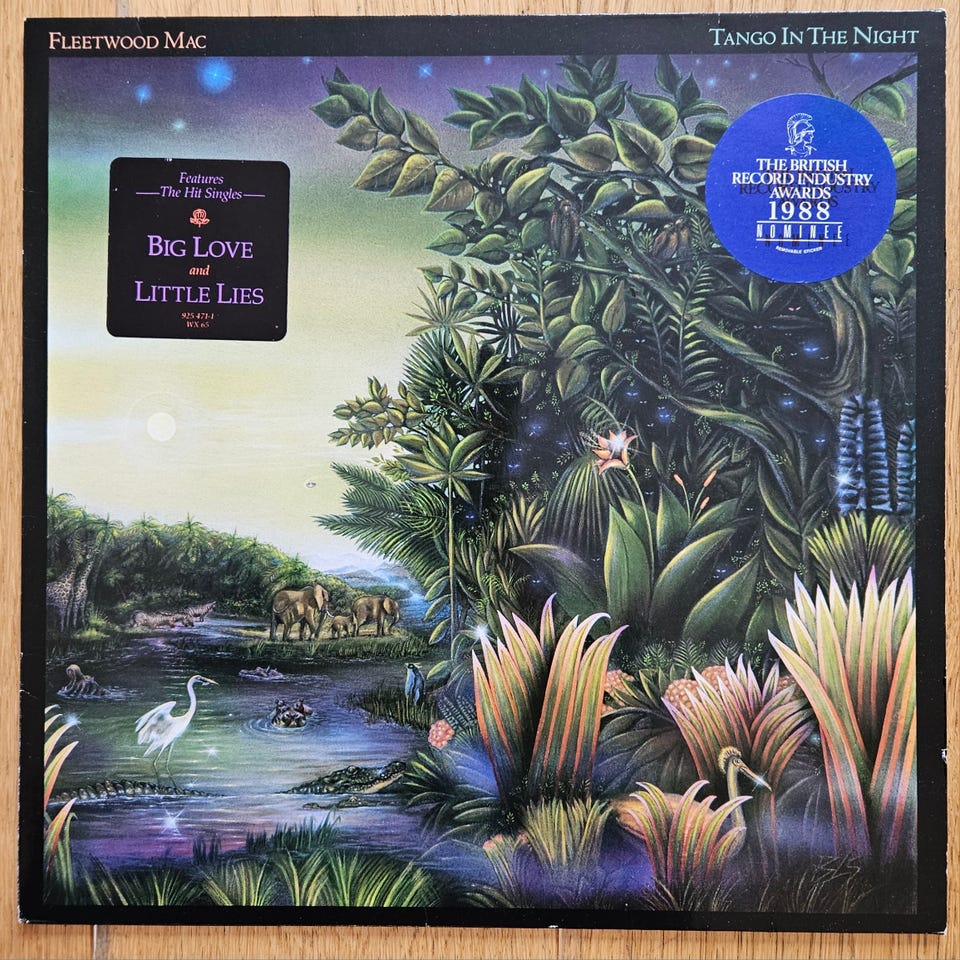 FLEETWOOD MAC
TANGO IN THE NIGHT
Features
The Hit Singles
BIG LOVE
and
LITTLE LIES
925 471-1
WX 65
THE BRITISH
RECORD INDUSTRY
AWARDS
1988
NOMINEE
REMOVABLE STICKER